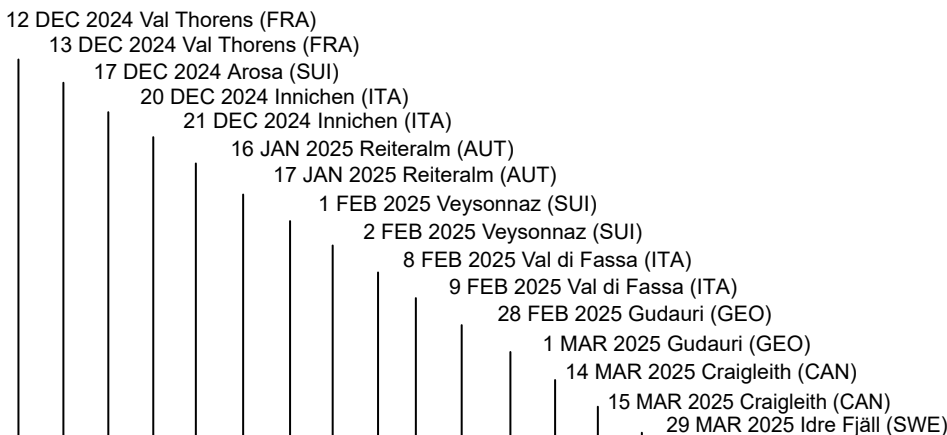 12 DEC 2024 Val Thorens (FRA)
13 DEC 2024 Val Thorens (FRA)
17 DEC 2024 Arosa (SUI)
20 DEC 2024 Innichen (ITA)
21 DEC 2024 Innichen (ITA)
16 JAN 2025 Reiteralm (AUT)
17 JAN 2025 Reiteralm (AUT)
1 FEB 2025 Veysonnaz (SUI)
2 FEB 2025 Veysonnaz (SUI)
8 FEB 2025 Val di Fassa (ITA)
9 FEB 2025 Val di Fassa (ITA)
28 FEB 2025 Gudauri (GEO)
1 MAR 2025 Gudauri (GEO)
14 MAR 2025 Craigleith (CAN)
15 MAR 2025 Craigleith (CAN)
29 MAR 2025 Idre Fjäll (SWE)